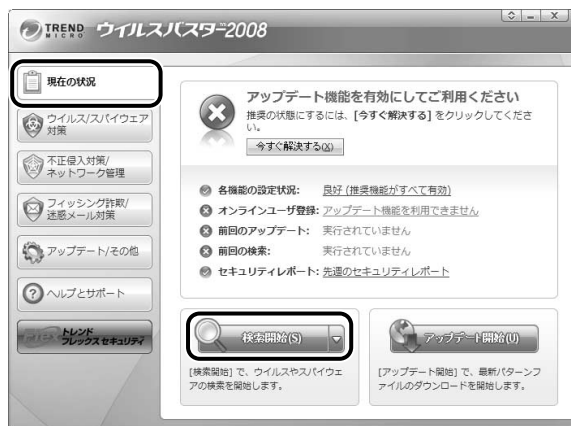 TREND MICRO ウイルスバスター2008
現在の状況
ウイルス/スパイウェア
対策
不正侵入対策/
ネットワーク管理
フィッシング詐欺/
迷惑メール対策
アップデート/その他
ヘルプとサポート
Flex トレンド
フレックス セキュリティ
アップデート機能を有効にしてご利用ください
推奨の状態にするには、[今すぐ解決する] をクリックしてくださ
い。
今すぐ解決する(X)
各機能の設定状況: 良好 (推奨機能がすべて有効)
オンラインユーザ登録: アップデート機能を利用できません
前回のアップデート: 実行されていません
前回の検索: 実行されていません
セキュリティレポート: 先週のセキュリティレポート
検索開始(S)
[検索開始] で、ウイルスやスパイウェ
アの検索を開始します。
アップデート開始(U)
[アップデート開始] で、最新パターンフ
ァイルのダウンロードを開始します。